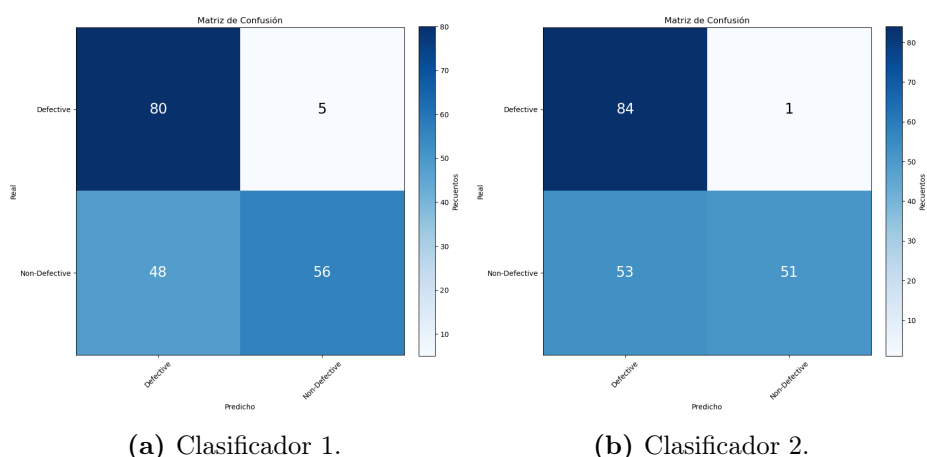 Matriz de Confusión
Defective
Non-Defective
Real
80
5
48
56
Defective
Non-Defective
Predicho
80
70
60
50
40
30
20
10
Recuentos
(a) Clasificador 1.
Matriz de Confusión
Defective
Non-Defective
Real
84
1
53
51
Defective
Non-Defective
Predicho
80
70
60
50
40
30
20
10
Recuentos
(b) Clasificador 2.